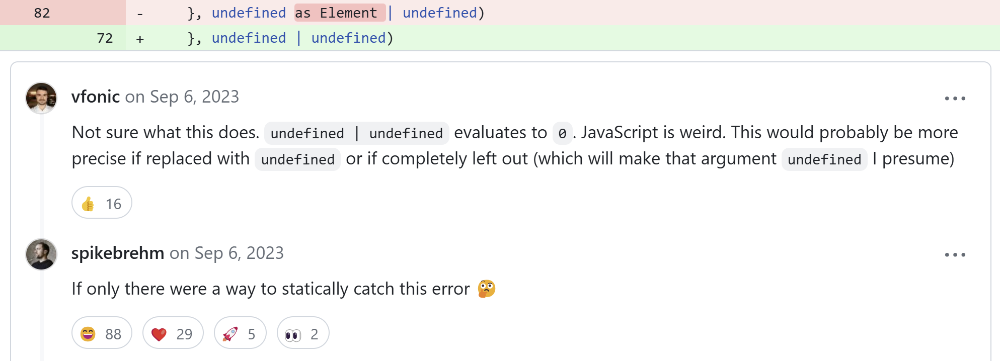 82 - }, undefined as Element | undefined)
72 + }, undefined | undefined)
vfonic on Sep 6, 2023
Not sure what this does. undefined | undefined evaluates to 0. JavaScript is weird. This would probably be more
precise if replaced with undefined or if completely left out (which will make that argument undefined I presume)
👍 16
spikebrehm on Sep 6, 2023
If only there were a way to statically catch this error 🤔
😄 88 ❤️ 29 🚀 5 👀 2